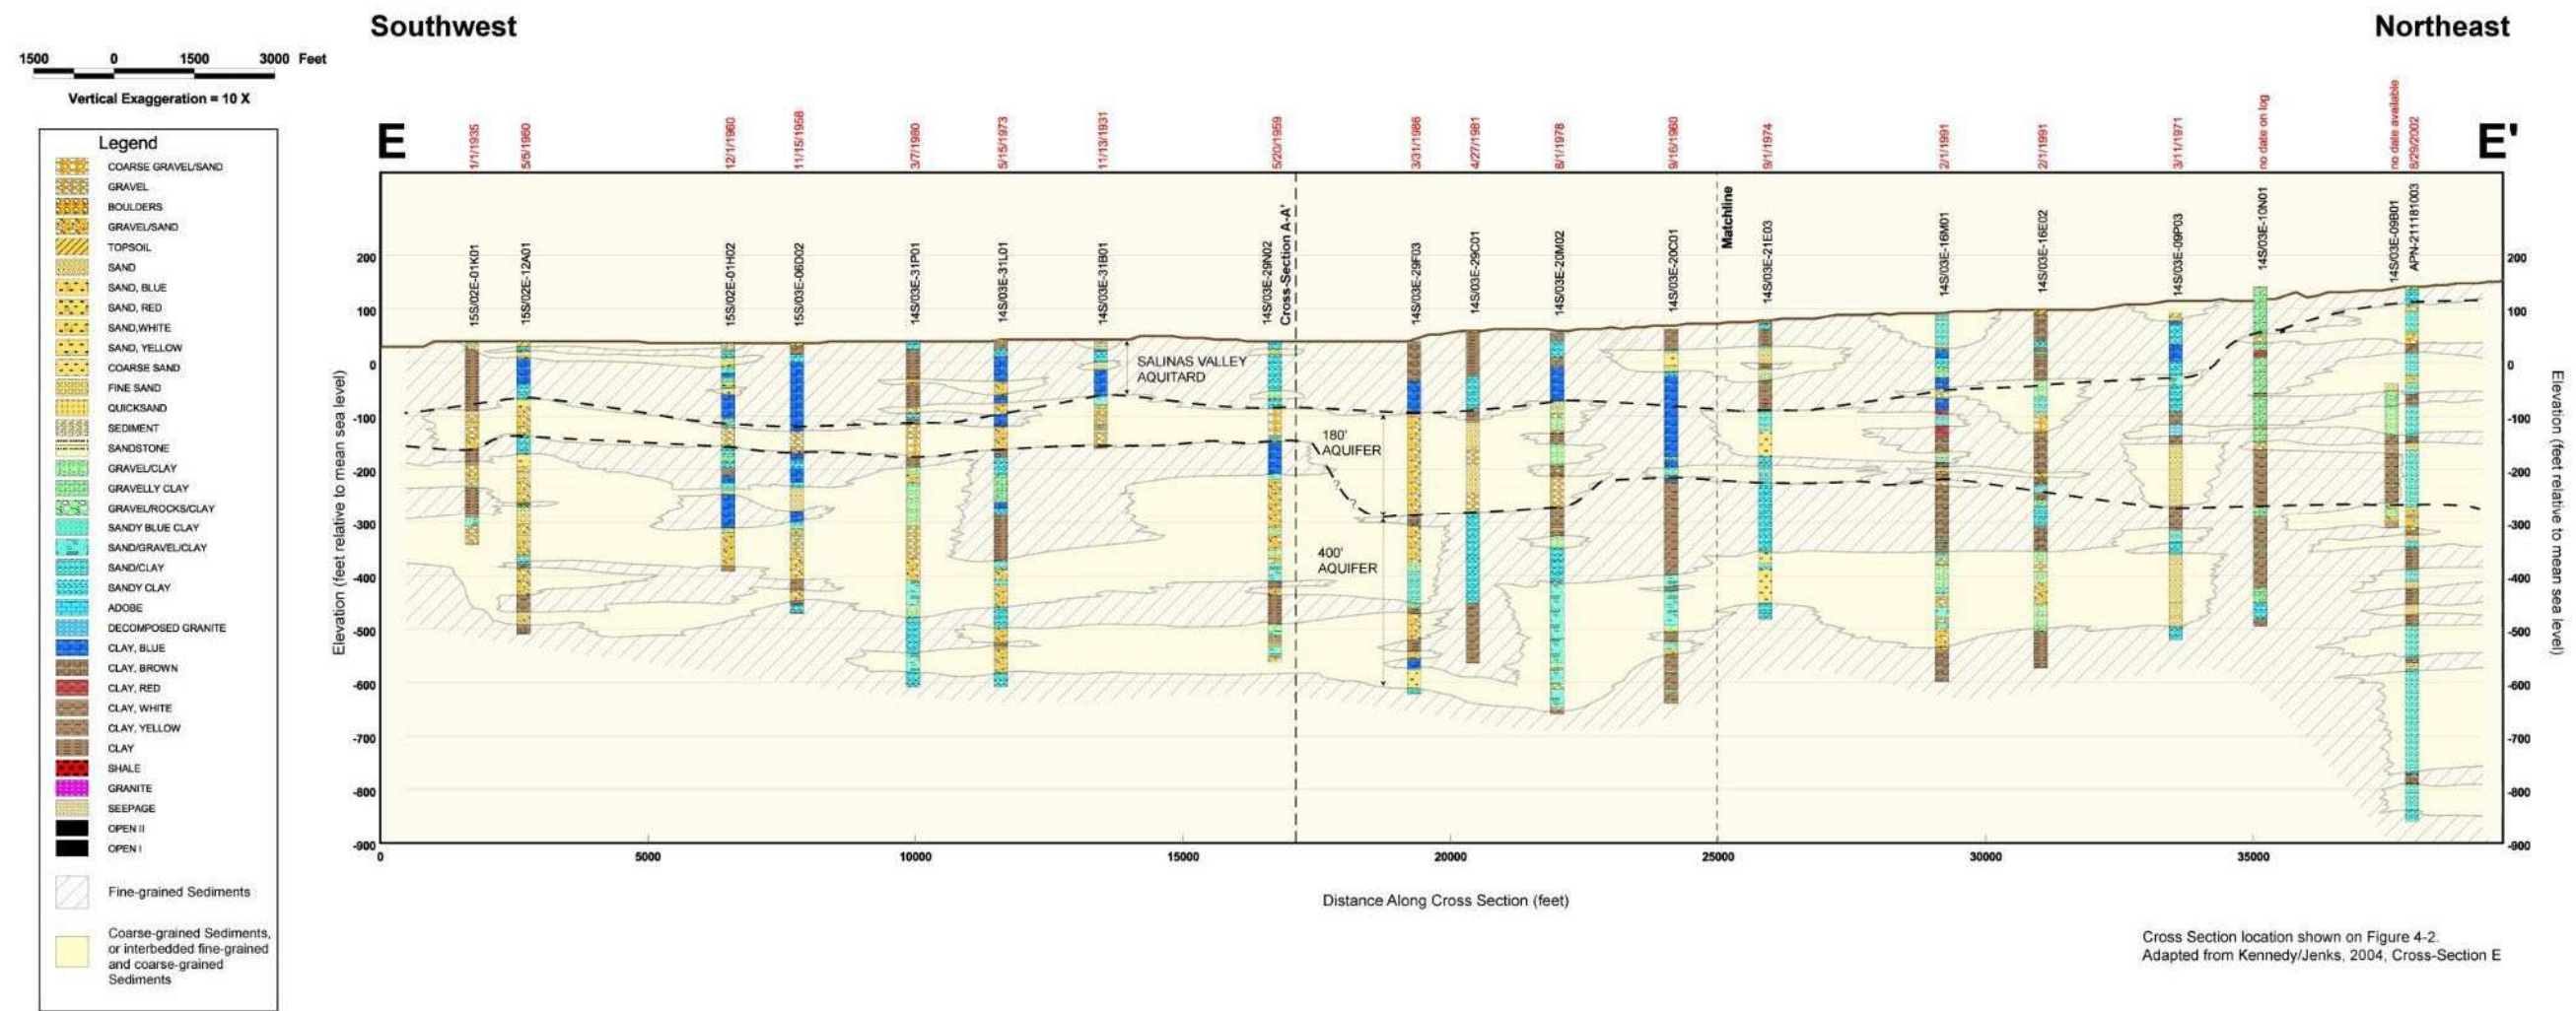 Southwest
Northeast
1500 0 1500 3000 Feet
Vertical Exaggeration = 10 X
E
E'
1/1/1935
5/5/1960
12/1/1960
11/15/1958
3/7/1980
5/15/1973
11/13/1931
5/20/1959
3/31/1986
4/27/1981
8/1/1978
9/16/1960
9/1/1974
2/1/1991
2/1/1991
3/11/1971
no date on log
no date available
8/29/2002
15S/02E-01K01
15S/02E-12A01
15S/02E-01H02
15S/03E-06D02
14S/03E-31P01
14S/03E-31L01
14S/03E-31B01
14S/03E-29N02
Cross-Section A-A'
14S/03E-29F03
14S/03E-29C01
14S/03E-20M02
14S/03E-20C01
Matchline
14S/03E-21E03
14S/03E-16M01
14S/03E-16E02
14S/03E-09P03
14S/03E-10N01
14S/03E-09B01
APN-211181003
Legend
COARSE GRAVEL/SAND
GRAVEL
BOULDERS
GRAVEL/SAND
TOPSOIL
SAND
SAND, BLUE
SAND, RED
SAND,WHITE
SAND, YELLOW
COARSE SAND
FINE SAND
QUICKSAND
SEDIMENT
SANDSTONE
GRAVEL/CLAY
GRAVELLY CLAY
GRAVEL/ROCKS/CLAY
SANDY BLUE CLAY
SAND/GRAVEL/CLAY
SAND/CLAY
SANDY CLAY
ADOBE
DECOMPOSED GRANITE
CLAY, BLUE
CLAY, BROWN
CLAY, RED
CLAY, WHITE
CLAY, YELLOW
CLAY
SHALE
GRANITE
SEEPAGE
OPEN II
OPEN I
Fine-grained Sediments
Coarse-grained Sediments,
or interbedded fine-grained
and coarse-grained
Sediments
Elevation (feet relative to mean sea level)
200
100
0
-100
-200
-300
-400
-500
-600
-700
-800
-900
SALINAS VALLEY
AQUITARD
180'
AQUIFER
400'
AQUIFER
?
?
200
100
0
-100
-200
-300
-400
-500
-600
-700
-800
-900
Elevation (feet relative to mean sea level)
0 5000 10000 15000 20000 25000 30000 35000
Distance Along Cross Section (feet)
Cross Section location shown on Figure 4-2.
Adapted from Kennedy/Jenks, 2004, Cross-Section E